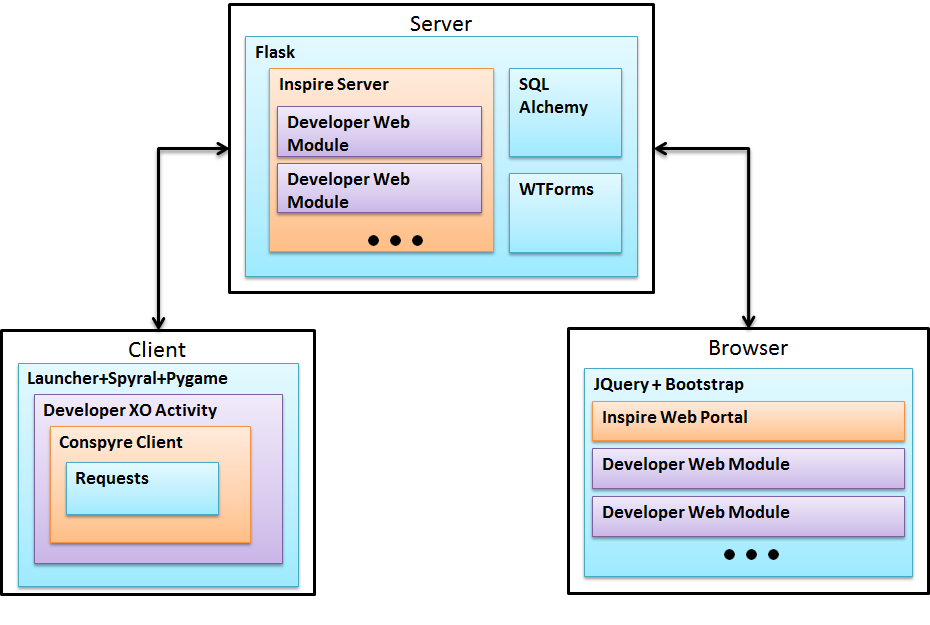 Server
Flask
Inspire Server
Developer Web
Module
Developer Web
Module
SQL
Alchemy
WTForms
Client
Launcher+Spyral+Pygame
Developer XO Activity
Conspyre Client
Requests
Browser
JQuery + Bootstrap
Inspire Web Portal
Developer Web Module
Developer Web Module